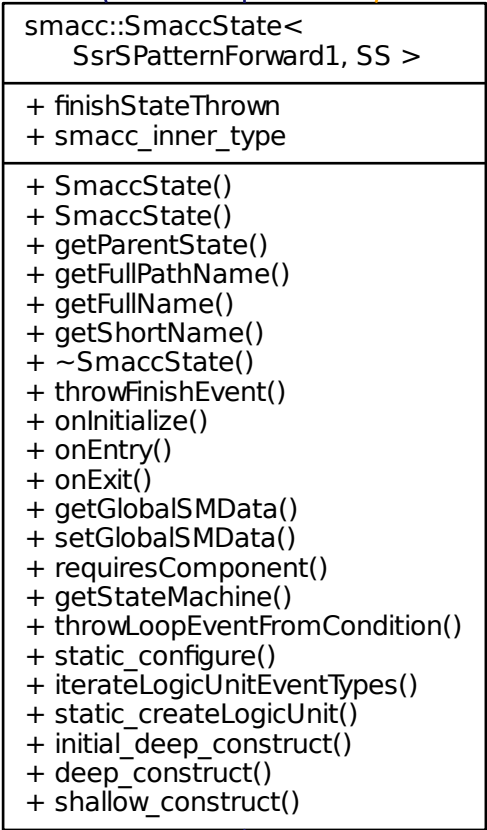 smacc::SmaccState<
SsrSPatternForward1, SS >
+ finishStateThrown
+ smacc_inner_type
+ SmaccState()
+ SmaccState()
+ getParentState()
+ getFullPathName()
+ getFullName()
+ getShortName()
+ ~SmaccState()
+ throwFinishEvent()
+ onInitialize()
+ onEntry()
+ onExit()
+ getGlobalSMData()
+ setGlobalSMData()
+ requiresComponent()
+ getStateMachine()
+ throwLoopEventFromCondition()
+ static_configure()
+ iterateLogicUnitEventTypes()
+ static_createLogicUnit()
+ initial_deep_construct()
+ deep_construct()
+ shallow_construct()